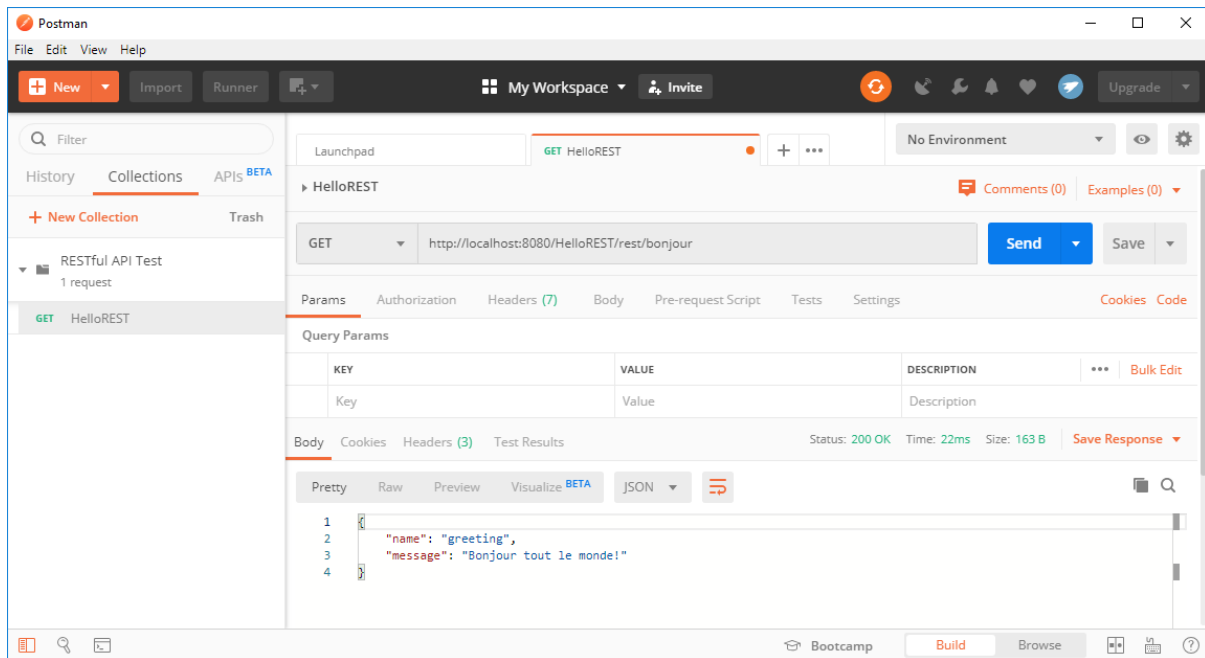 Postman
File Edit View Help
New Import Runner My Workspace Invite Upgrade
Filter
History Collections APIs BETA
+ New Collection Trash
RESTful API Test
1 request
GET HelloREST
Launchpad GET HelloREST + ••• No Environment
HelloREST Comments (0) Examples (0)
GET http://localhost:8080/HelloREST/rest/bonjour Send Save
Params Authorization Headers (7) Body Pre-request Script Tests Settings Cookies Code
Query Params
KEY VALUE DESCRIPTION ••• Bulk Edit
Key Value Description
Body Cookies Headers (3) Test Results Status: 200 OK Time: 22ms Size: 163 B Save Response
Pretty Raw Preview Visualize BETA JSON
1 {
2 "name": "greeting",
3 "message": "Bonjour tout le monde!"
4 }
Bootcamp Build Browse